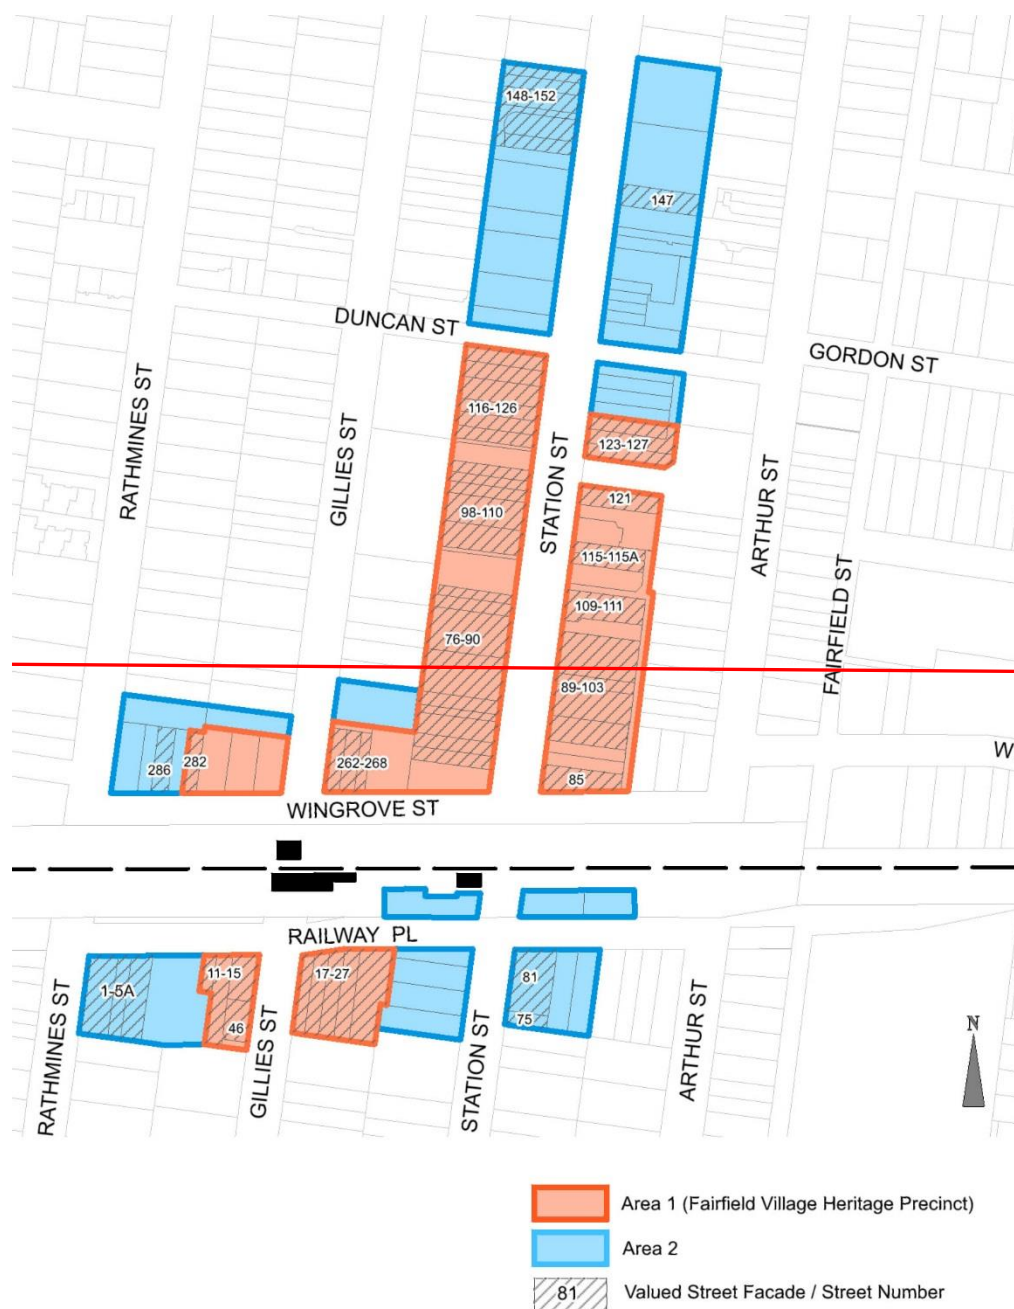 148-152
147
DUNCAN ST
GORDON ST
RATHMINES ST
GILLIES ST
116-126
STATION ST
123-127
ARTHUR ST
121
98-110
115-115A
FAIRFIELD ST
109-111
76-90
89-103
W
286
282
262-268
85
WINGROVE ST
RAILWAY PL
1-5A
11-15
17-27
81
46
75
RATHMINES ST
GILLIES ST
STATION ST
ARTHUR ST
N
Area 1 (Fairfield Village Heritage Precinct)
Area 2
81 Valued Street Facade / Street Number